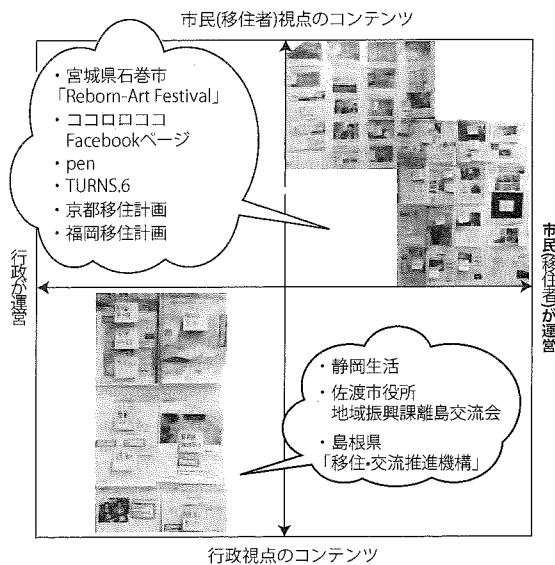 市民(移住者)視点のコンテンツ
・宮城県石巻市
「Reborn-Art Festival」
・ココロロココ
Facebookページ
・pen
・TURNS.6
・京都移住計画
・福岡移住計画
行政が運営
市民(移住者)が運営
・静岡生活
・佐渡市役所
地域振興課離島交流会
・島根県
「移住・交流推進機構」
行政視点のコンテンツ